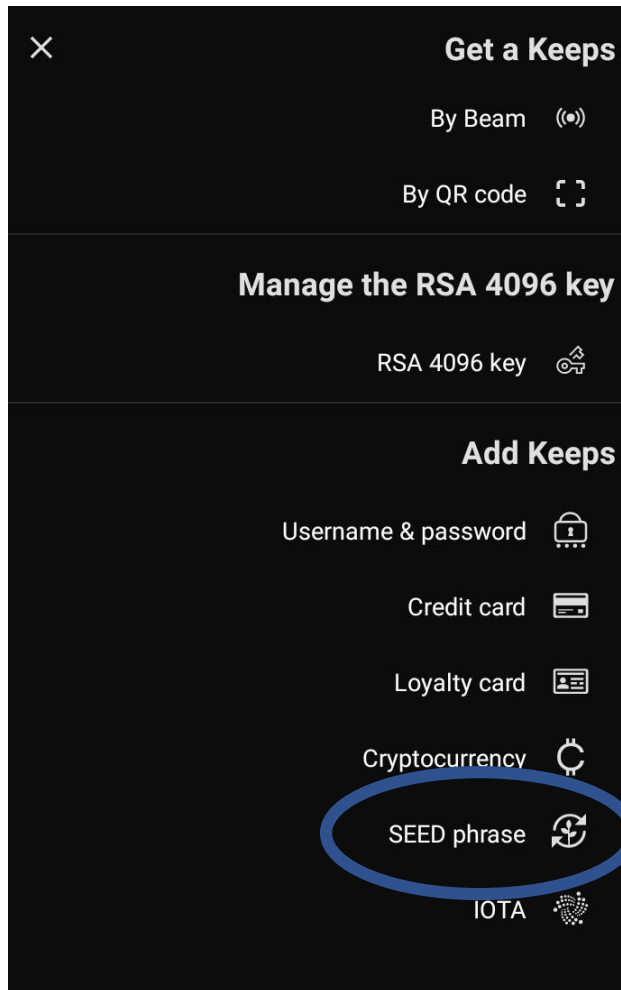 Get a Keeps
By Beam
By QR code
Manage the RSA 4096 key
RSA 4096 key
Add Keeps
Username & password
Credit card
Loyalty card
Cryptocurrency
SEED phrase
IOTA